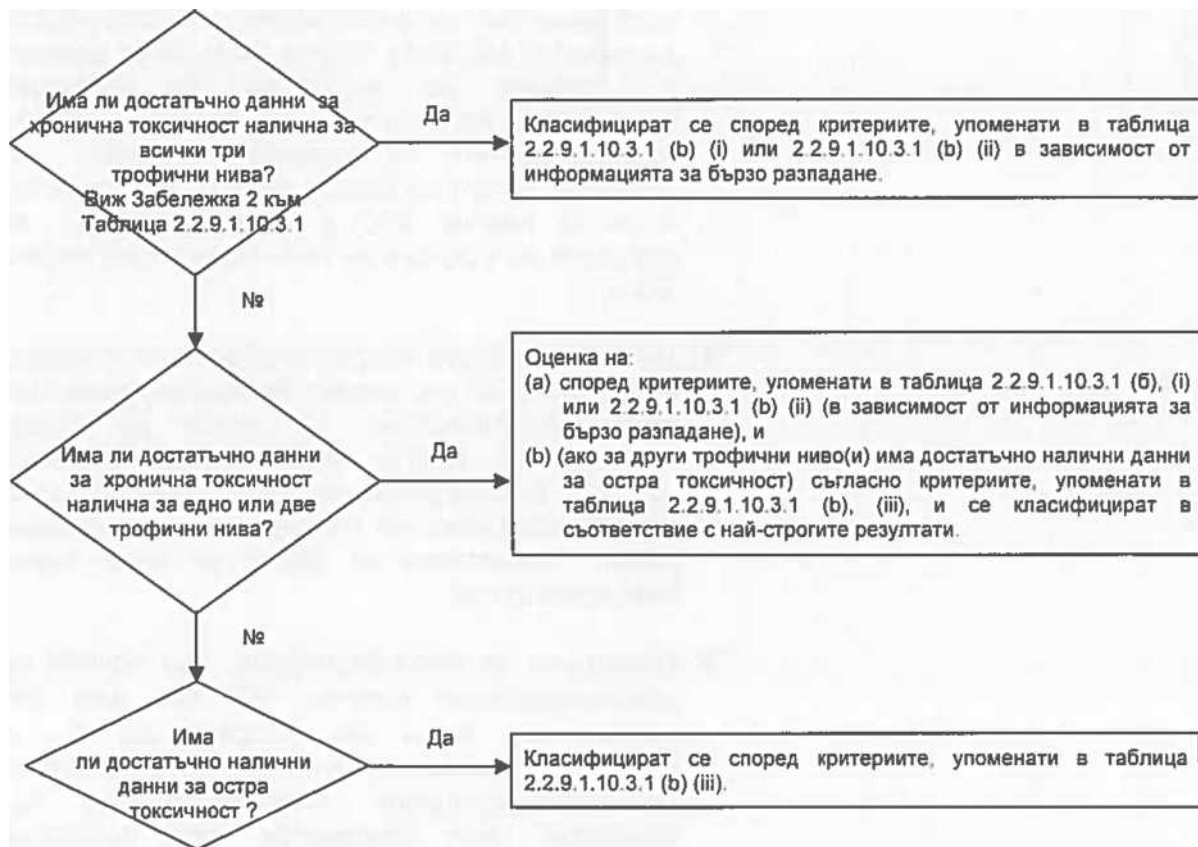 Има ли достатъчно данни за
хронична токсичност налична за
всички три
трофични нива?
Виж Забележка 2 към
Таблица 2.2.9.1.10.3.1
Да
Класифицират се според критериите, упоменати в таблица
2.2.9.1.10.3.1 (b) (i) или 2.2.9.1.10.3.1 (b) (ii) в зависимост от
информацията за бързо разпадане.
№
Има ли достатъчно данни
за хронична токсичност
налична за едно или две
трофични нива?
Да
Оценка на:
(a) според критериите, упоменати в таблица 2.2.9.1.10.3.1 (б), (i)
или 2.2.9.1.10.3.1 (b) (ii) (в зависимост от информацията за
бързо разпадане), и
(b) (ако за други трофични ниво(и) има достатъчно налични данни
за остра токсичност) съгласно критериите, упоменати в
таблица 2.2.9.1.10.3.1 (b), (iii), и се класифицират в
съответствие с най-строгите резултати.
№
Има
ли достатъчно налични
данни за остра
токсичност ?
Да
Класифицират се според критериите, упоменати в таблица
2.2.9.1.10.3.1 (b) (iii).